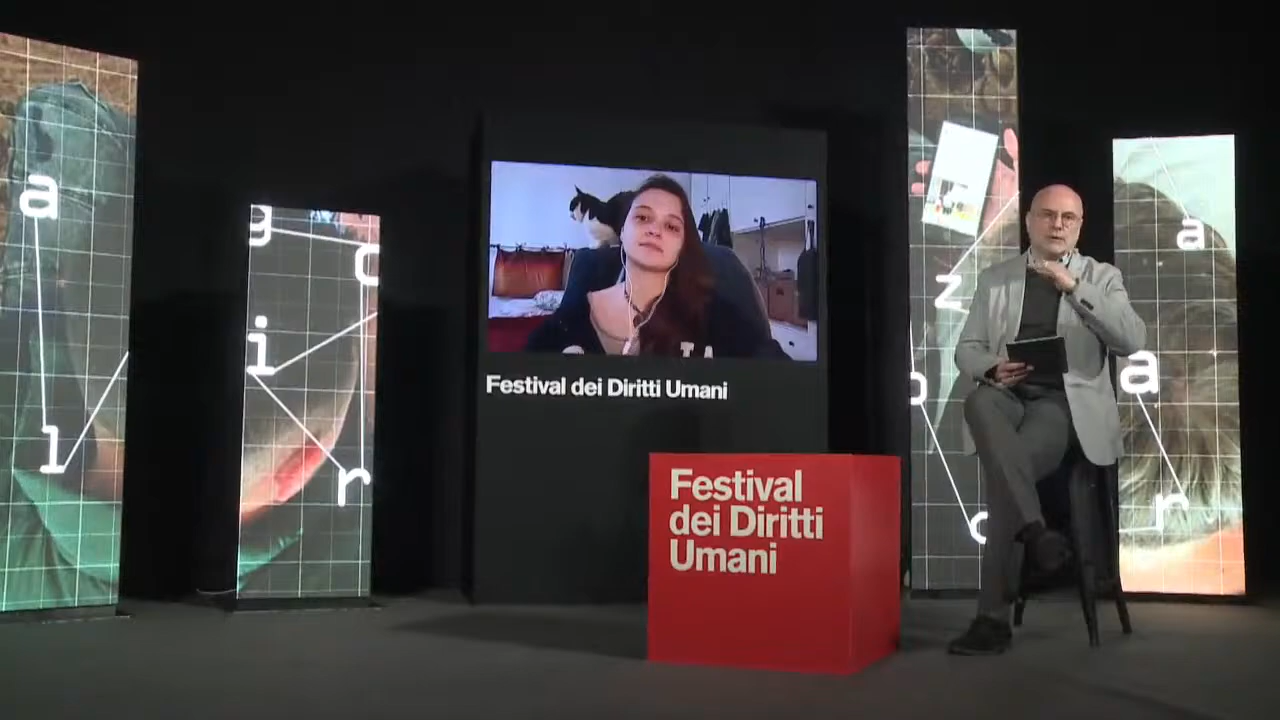 a
l
g
c
i
r
T A
Festival dei Diritti Umani
Festival
dei Diritti
Umani
z
o
c
a
a
r